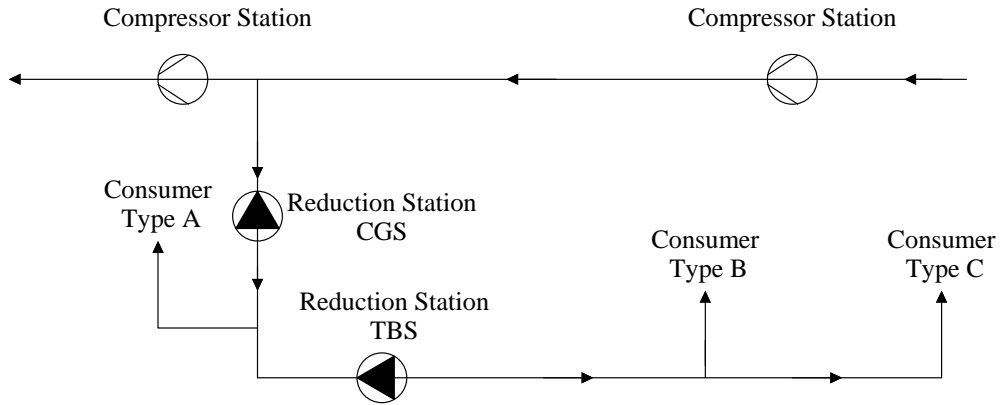 Compressor Station
Compressor Station
Consumer
Type A
Reduction Station
CGS
Consumer
Type B
Consumer
Type C
Reduction Station
TBS